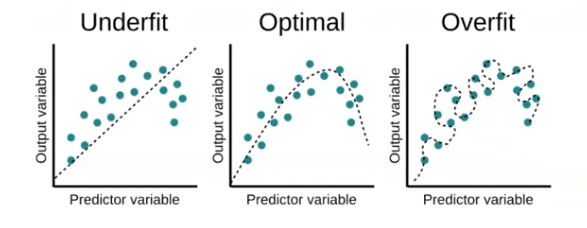 Underfit
Output variable
Predictor variable
Optimal
Output variable
Predictor variable
Overfit
Output variable
Predictor variable